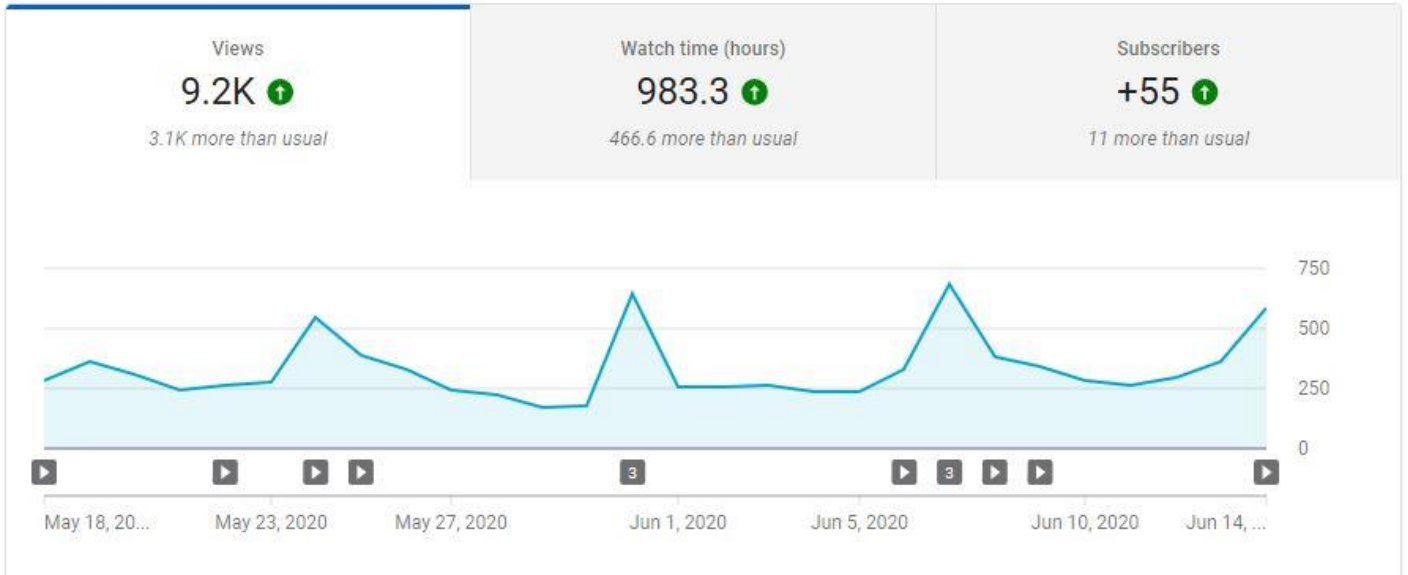 Views
9.2K
3.1K more than usual
Watch time (hours)
983.3
466.6 more than usual
Subscribers
+55
11 more than usual
750
500
250
0
3
3
May 18, 20...
May 23, 2020
May 27, 2020
Jun 1, 2020
Jun 5, 2020
Jun 10, 2020
Jun 14, ...